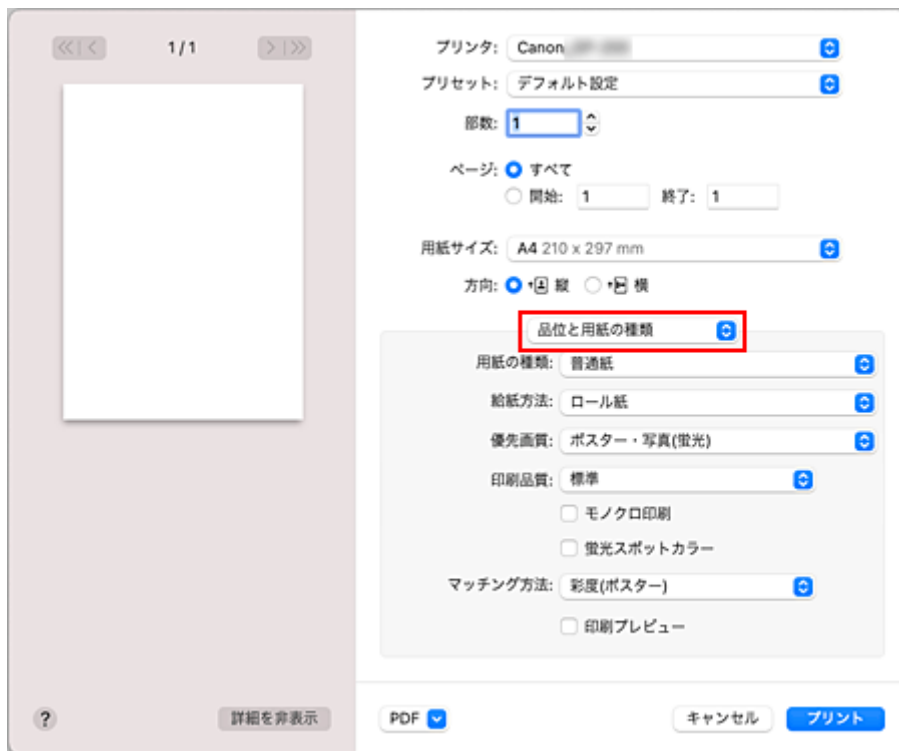 1 / 1
プリンタ: Canon
プリセット: デフォルト設定
部数: 1
ページ: すべて
開始: 1 終了: 1
用紙サイズ: A4 210 x 297 mm
方向: 縦 横
品位と用紙の種類
用紙の種類: 普通紙
給紙方法: ロール紙
優先画質: ポスター・写真(蛍光)
印刷品質: 標準
モノクロ印刷
蛍光スポットカラー
マッチング方法: 彩度(ポスター)
印刷プレビュー
? 詳細を非表示 PDF キャンセル プリント